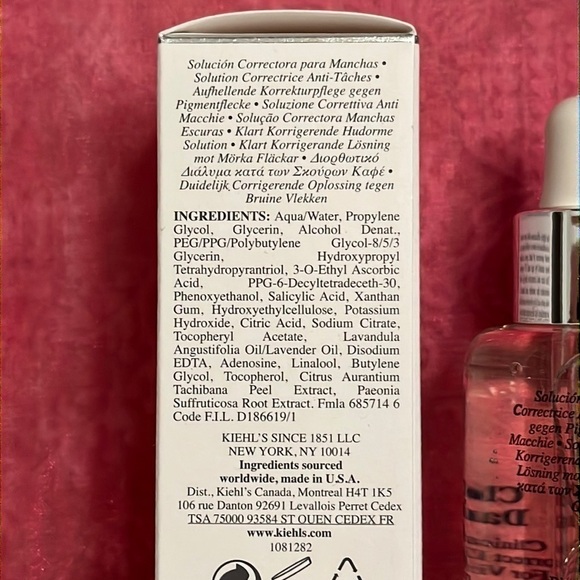 Solución Correctora para Manchas •
Solution Correctrice Anti-Tâches •
Aufhellende Korrekturpflege gegen
Pigmentflecke • Soluzione Correttiva Anti
Macchie • Solução Correctora Manchas
Escuras • Klart Korrigerende Hudorme
Solution • Klart Korrigerande Lösning
mot Mörka Fläckar • Διορθωτικό
Διάλυμα κατά των Σκούρων Καφέ •
Duidelijk Corrigerende Oplossing tegen
Bruine Vlekken
INGREDIENTS: Aqua/Water, Propylene
Glycol, Glycerin, Alcohol Denat.,
PEG/PPG/Polybutylene Glycol-8/5/3
Glycerin, Hydroxypropyl
Tetrahydropyrantriol, 3-O-Ethyl Ascorbic
Acid, PPG-6-Decyltetradeceth-30,
Phenoxyethanol, Salicylic Acid, Xanthan
Gum, Hydroxyethylcellulose, Potassium
Hydroxide, Citric Acid, Sodium Citrate,
Tocopheryl Acetate, Lavandula
Angustifolia Oil/Lavender Oil, Disodium
EDTA, Adenosine, Linalool, Butylene
Glycol, Tocopherol, Citrus Aurantium
Tachibana Peel Extract, Paeonia
Suffruticosa Root Extract. Fmla 685714 6
Code F.I.L. D186619/1
KIEHL'S SINCE 1851 LLC
NEW YORK, NY 10014
Ingredients sourced
worldwide, made in U.S.A.
Dist., Kiehl's Canada, Montreal H4T 1K5
106 rue Danton 92691 Levallois Perret Cedex
TSA 75000 93584 ST OUEN CEDEX FR
www.kiehls.com
1081282
Solución
Correctrice
gegen
Macchie •
Korrigerend
Lösning mo
κατά των